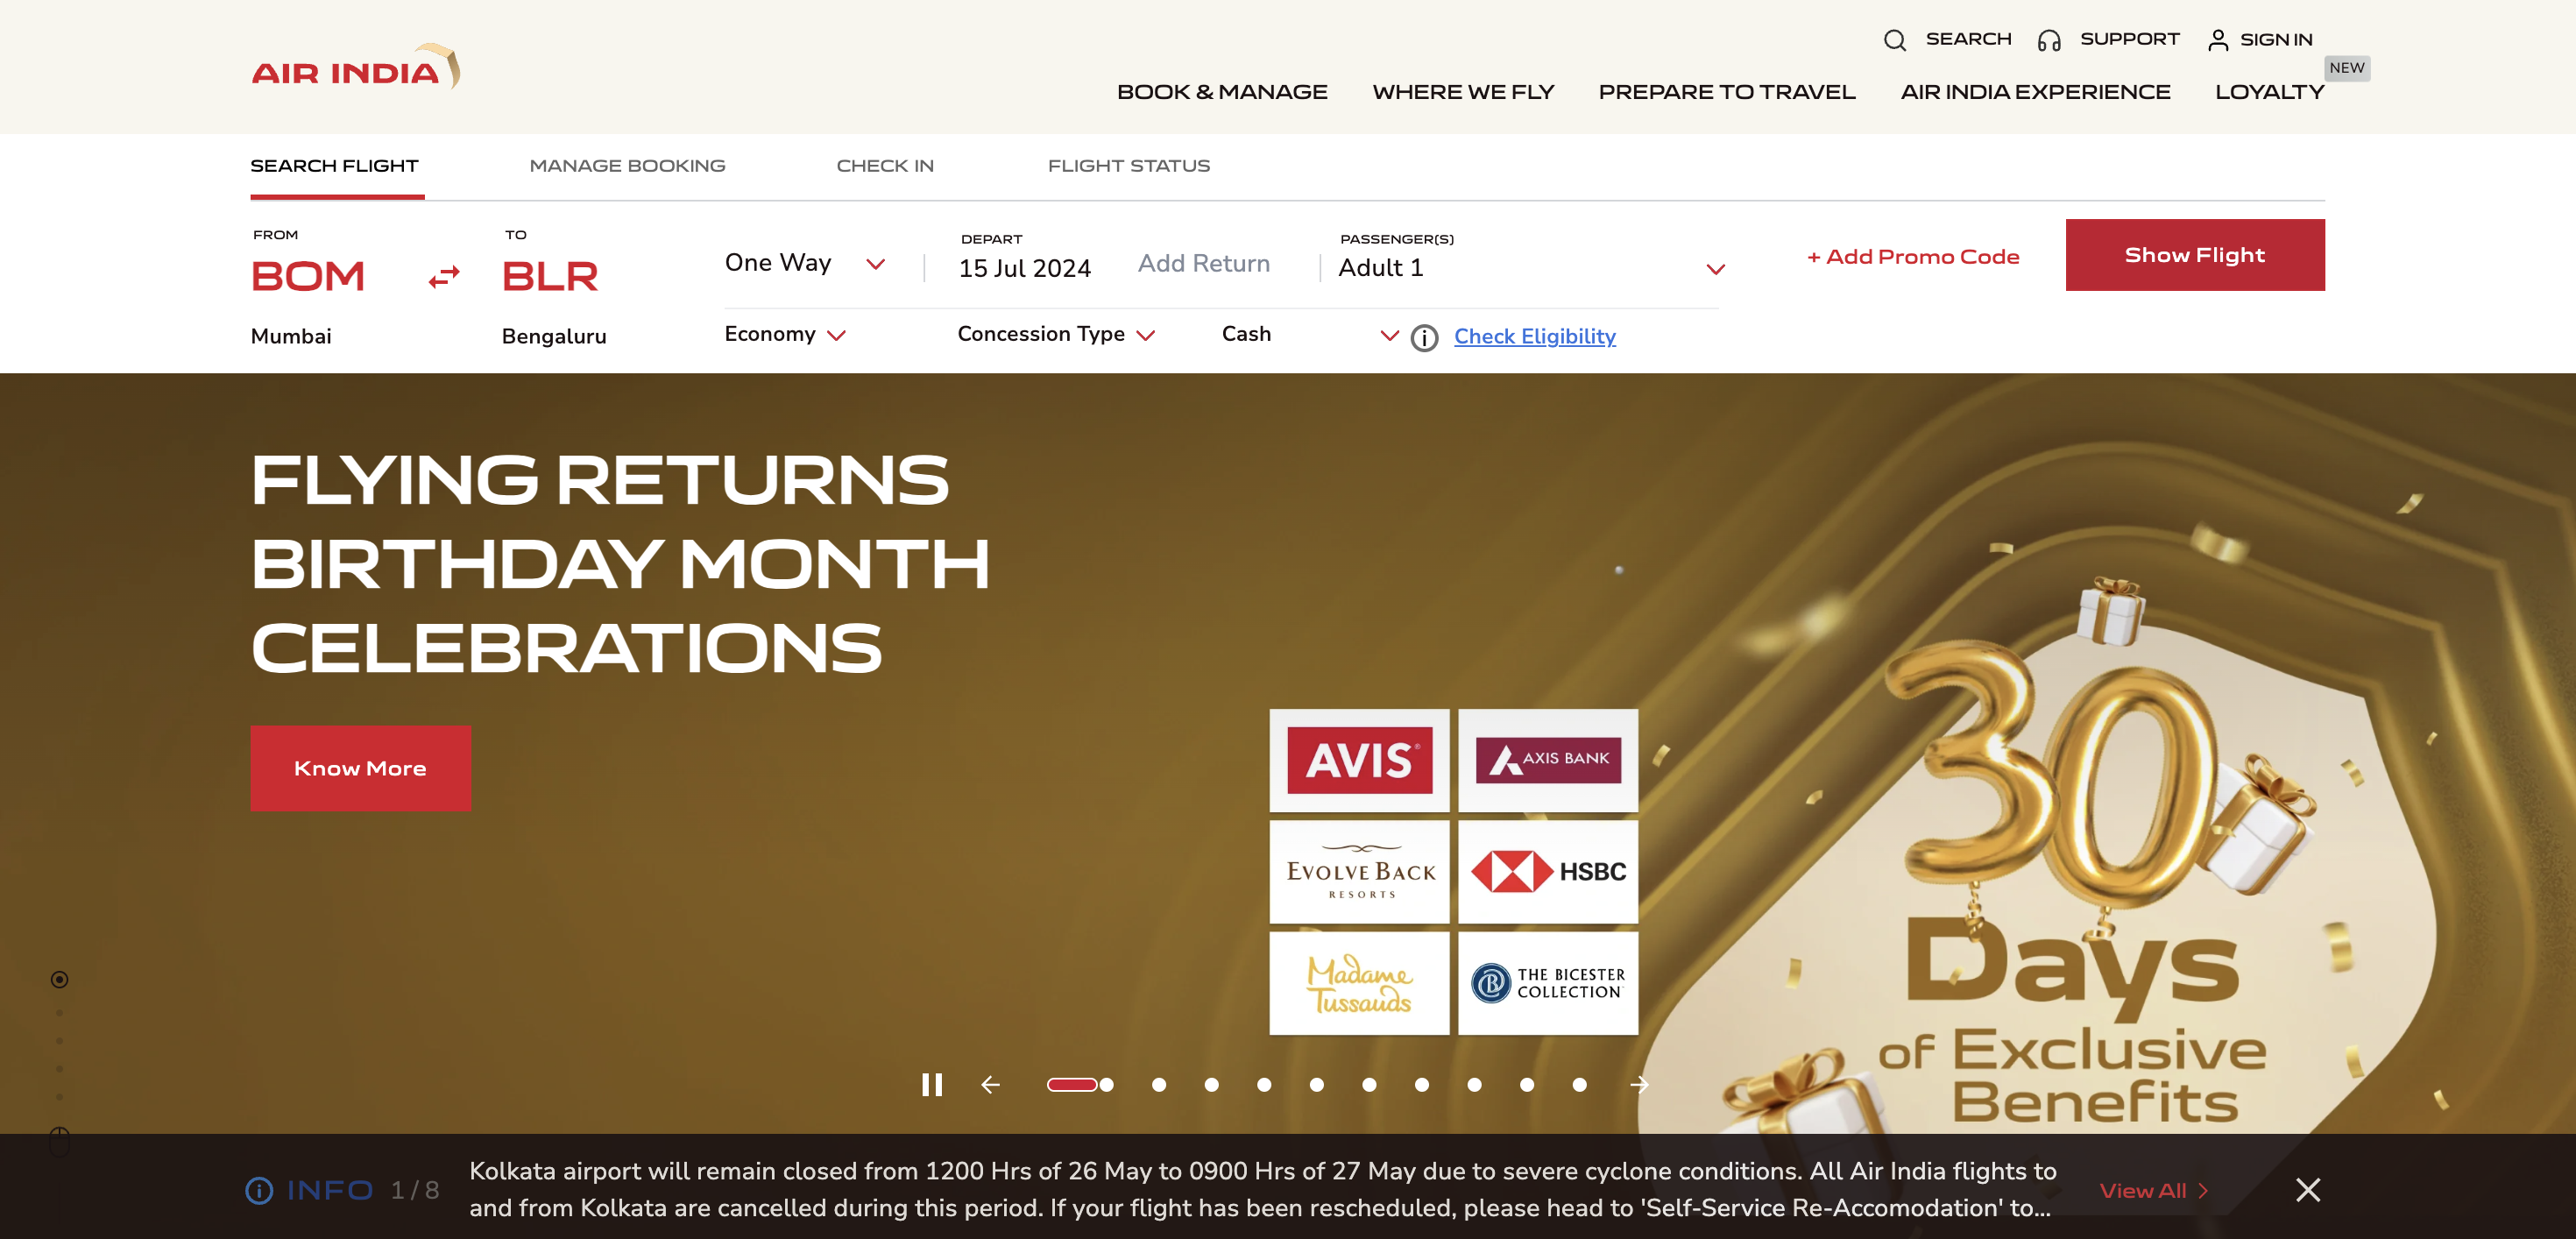 AIR INDIA
SEARCH
SUPPORT
SIGN IN
BOOK & MANAGE
WHERE WE FLY
PREPARE TO TRAVEL
AIR INDIA EXPERIENCE
LOYALTY
NEW
SEARCH FLIGHT
MANAGE BOOKING
CHECK IN
FLIGHT STATUS
FROM
BOM
Mumbai
TO
BLR
Bengaluru
One Way
DEPART
15 Jul 2024
Add Return
PASSENGER(S)
Adult 1
+ Add Promo Code
Show Flight
Economy
Concession Type
Cash
Check Eligibility
FLYING RETURNS
BIRTHDAY MONTH
CELEBRATIONS
Know More
AVIS
AXIS BANK
EVOLVE BACK
RESORTS
HSBC
Madame
Tussauds
THE BICESTER
COLLECTION
30
Days
of Exclusive
Benefits
INFO 1 / 8
Kolkata airport will remain closed from 1200 Hrs of 26 May to 0900 Hrs of 27 May due to severe cyclone conditions. All Air India flights to
and from Kolkata are cancelled during this period. If your flight has been rescheduled, please head to 'Self-Service Re-Accomodation' to...
View All